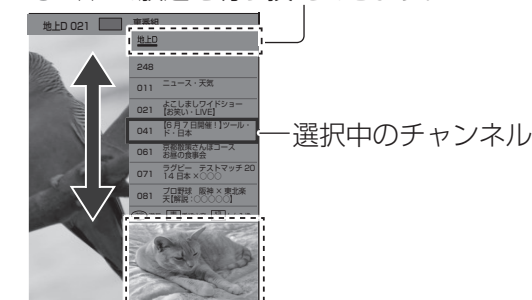 地上D 021
裏番組
地上D
248
011 ニュース・天気
021 よこしましワイドショー
【お笑い・LIVE】
041 【6月7日開催！】ツール・
ド・日本
選択中のチャンネル
061 京都散策さんぽコース
お昼の食事会
071 ラグビー テストマッチ 20
14 日本×○○○
081 プロ野球 阪神×東北楽
天【解説：○○○○○】